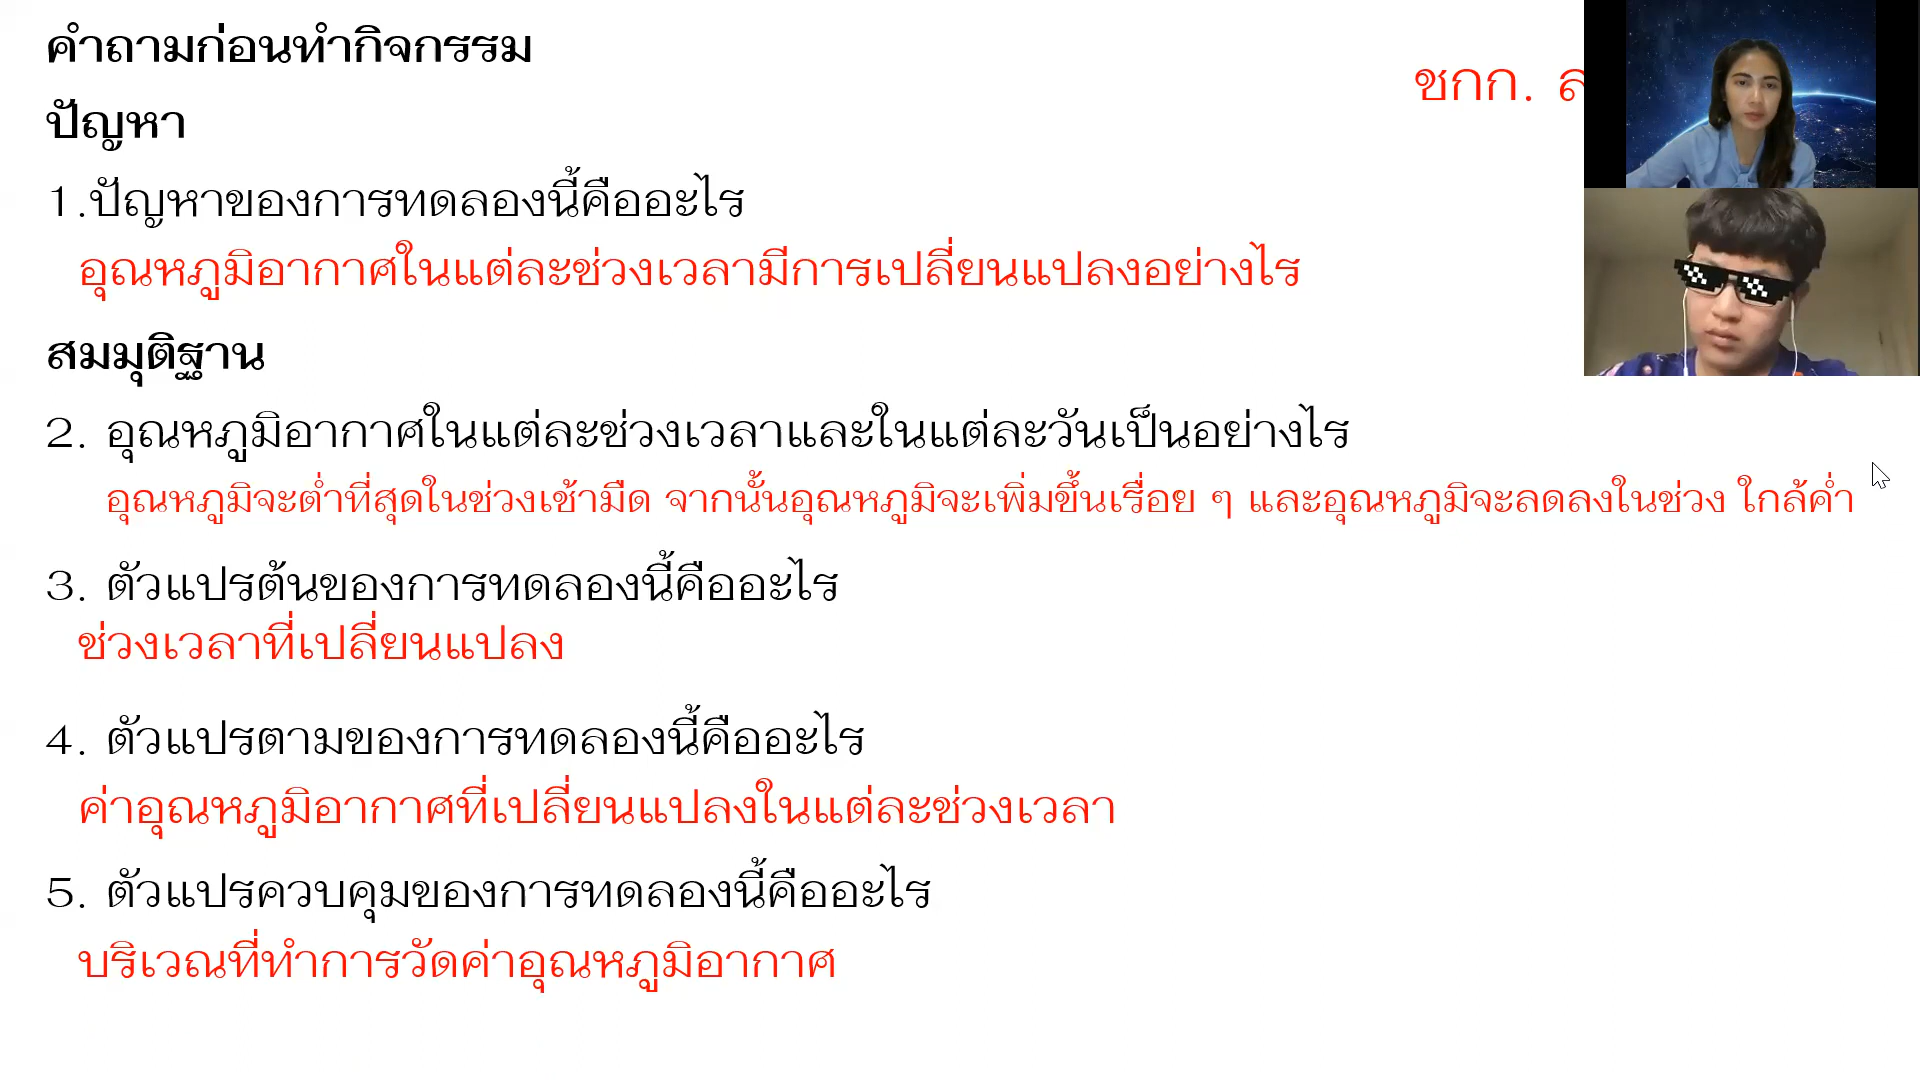 คำถามก่อนทำกิจกรรม
ชกก. ล
ปัญหา
1.ปัญหาของการทดลองนี้คืออะไร
อุณหภูมิอากาศในแต่ละช่วงเวลามีการเปลี่ยนแปลงอย่างไร
สมมุติฐาน
2. อุณหภูมิอากาศในแต่ละช่วงเวลาและในแต่ละวันเป็นอย่างไร
อุณหภูมิจะต่ำที่สุดในช่วงเช้ามืด จากนั้นอุณหภูมิจะเพิ่มขึ้นเรื่อย ๆ และอุณหภูมิจะลดลงในช่วง ใกล้ค่ำ
3. ตัวแปรต้นของการทดลองนี้คืออะไร
ช่วงเวลาที่เปลี่ยนแปลง
4. ตัวแปรตามของการทดลองนี้คืออะไร
ค่าอุณหภูมิอากาศที่เปลี่ยนแปลงในแต่ละช่วงเวลา
5. ตัวแปรควบคุมของการทดลองนี้คืออะไร
บริเวณที่ทำการวัดค่าอุณหภูมิอากาศ